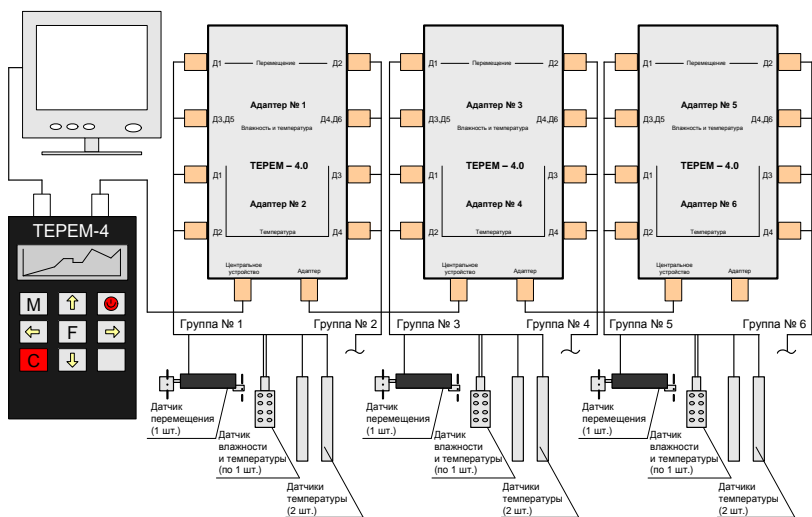 Д1 Перемещение Д2
Адаптер № 1
Д3,Д5 Д4,Д6
Влажность и температура
ТЕРЕМ – 4.0
Д1 Д3
Адаптер № 2
Д2 Температура Д4
Центральное
устройство
Адаптер
Д1 Перемещение Д2
Адаптер № 3
Д3,Д5 Д4,Д6
Влажность и температура
ТЕРЕМ – 4.0
Д1 Д3
Адаптер № 4
Д2 Температура Д4
Центральное
устройство
Адаптер
Д1 Перемещение Д2
Адаптер № 5
Д3,Д5 Д4,Д6
Влажность и температура
ТЕРЕМ – 4.0
Д1 Д3
Адаптер № 6
Д2 Температура Д4
Центральное
устройство
Адаптер
ТЕРЕМ-4
M
F
C
Группа № 1
Группа № 2
Группа № 3
Группа № 4
Группа № 5
Группа № 6
Датчик
перемещения
(1 шт.)
Датчик
влажности
и температуры
(по 1 шт.)
Датчики
температуры
(2 шт.)
Датчик
перемещения
(1 шт.)
Датчик
влажности
и температуры
(по 1 шт.)
Датчики
температуры
(2 шт.)
Датчик
перемещения
(1 шт.)
Датчик
влажности
и температуры
(по 1 шт.)
Датчики
температуры
(2 шт.)